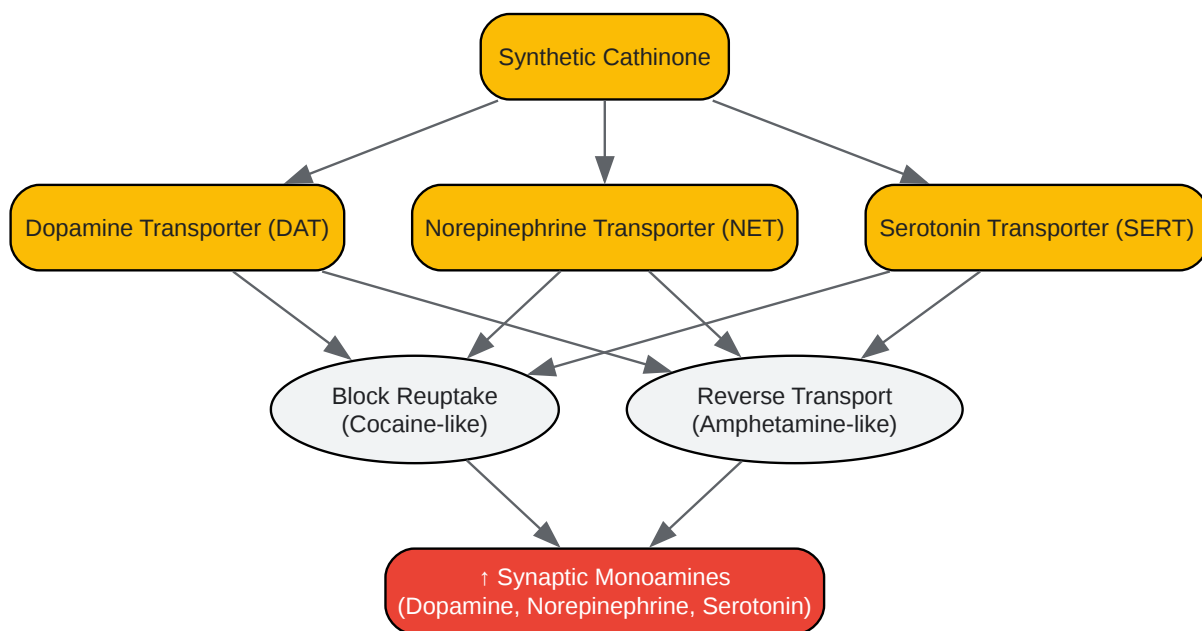 Synthetic Cathinone
Dopamine Transporter (DAT)
Norepinephrine Transporter (NET)
Serotonin Transporter (SERT)
Block Reuptake
(Cocaine-like)
Reverse Transport
(Amphetamine-like)
↑ Synaptic Monoamines
(Dopamine, Norepinephrine, Serotonin)